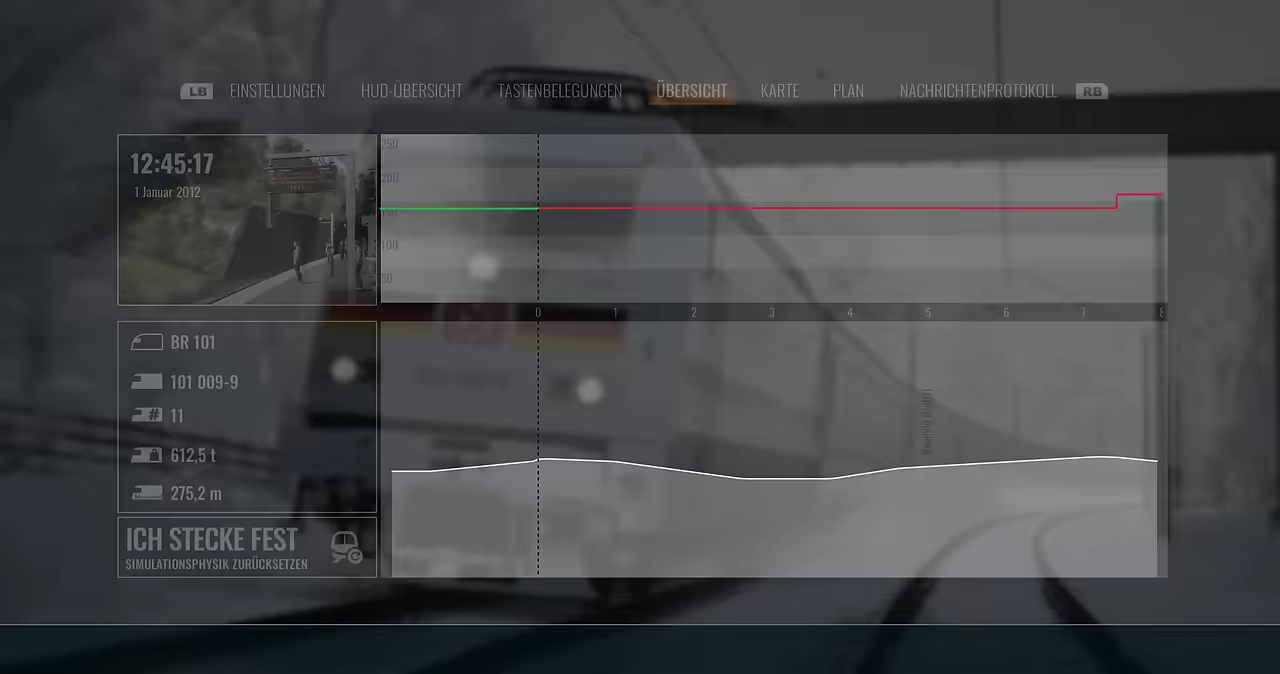 LB EINSTELLUNGEN HUD-ÜBERSICHT TASTENBELEGUNGEN ÜBERSICHT KARTE PLAN NACHRICHTENPROTOKOLL RB
12:45:17
1 Januar 2012
250
200
100
50
0 1 2 3 4 5 6 7 8
BR 101
101 009-9
# 11
612,5 t
275,2 m
ICH STECKE FEST
SIMULATIONSPHYSIK ZURÜCKSETZEN